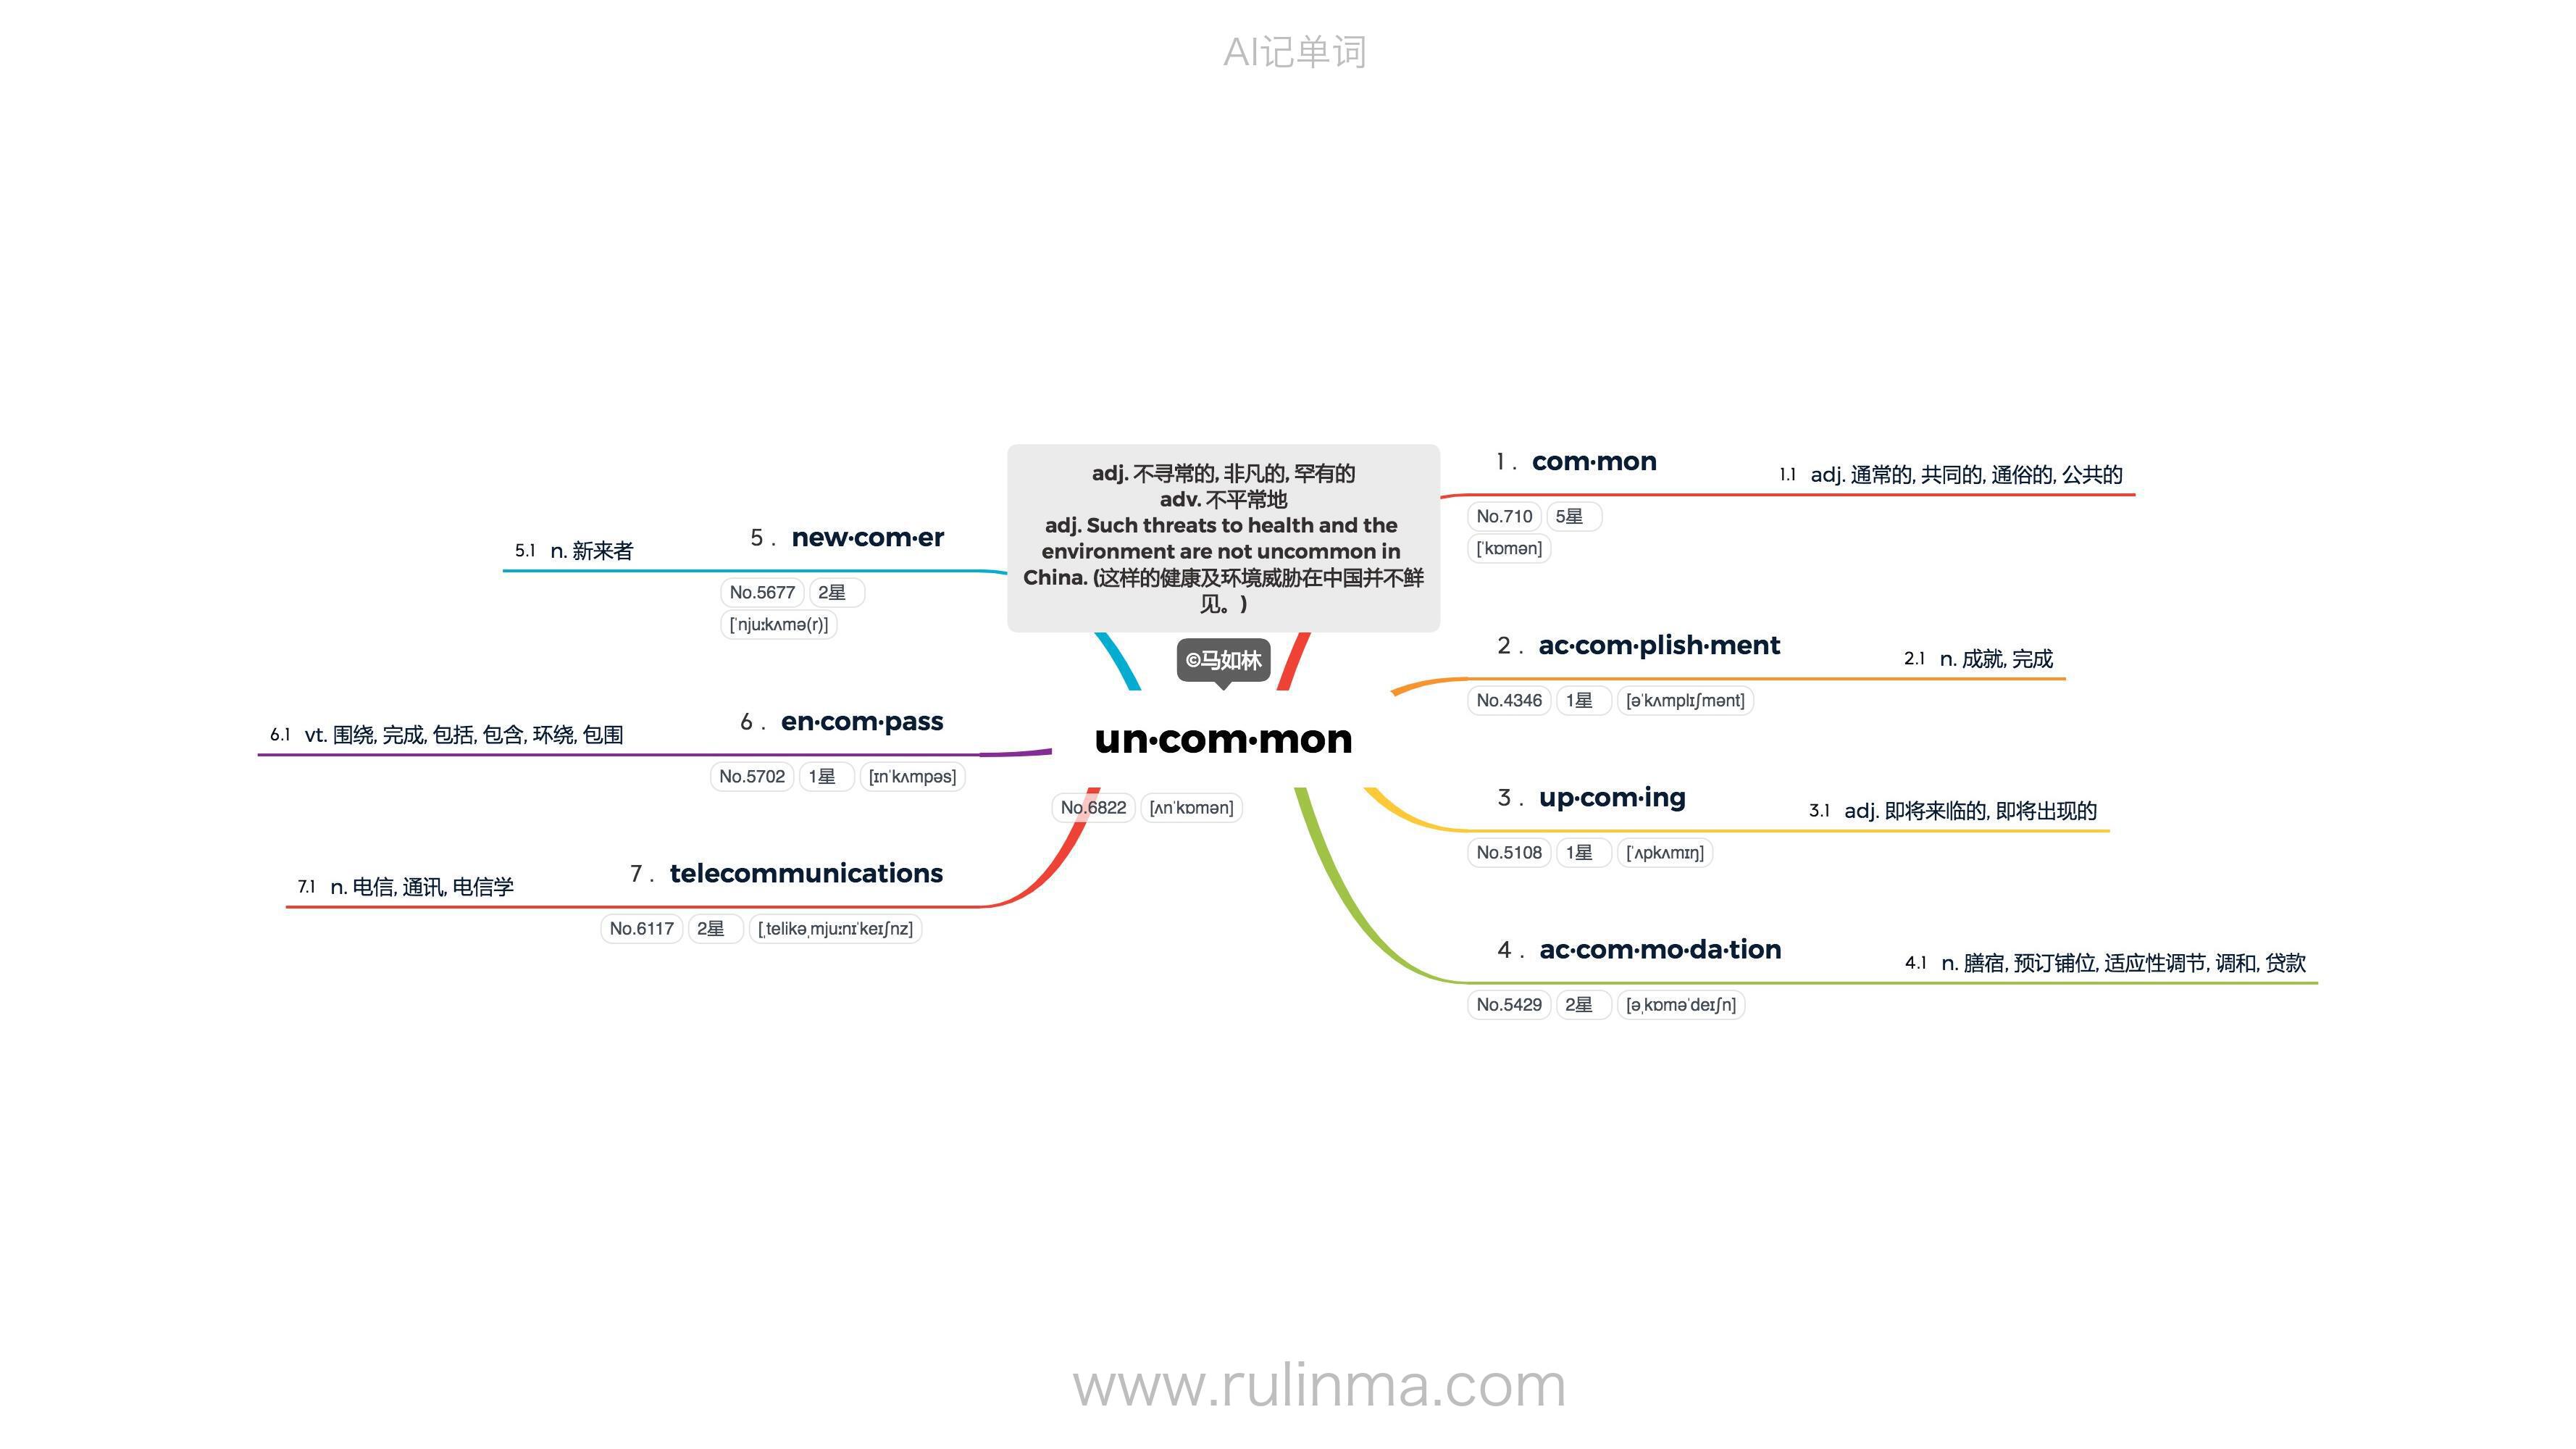 AI记单词
adj. 不寻常的, 非凡的, 罕有的
adv. 不平常地
adj. Such threats to health and the
environment are not uncommon in
China. (这样的健康及环境威胁在中国并不鲜
见。)
©马如林
un·com·mon
No.6822 [ʌnˈkɒmən]
1 . com·mon
No.710 5星
[ˈkɒmən]
1.1 adj. 通常的, 共同的, 通俗的, 公共的
2 . ac·com·plish·ment
No.4346 1星 [əˈkʌmplɪʃmənt]
2.1 n. 成就, 完成
3 . up·com·ing
No.5108 1星 [ˈʌpkʌmɪŋ]
3.1 adj. 即将来临的, 即将出现的
4 . ac·com·mo·da·tion
No.5429 2星 [əˌkɒməˈdeɪʃn]
4.1 n. 膳宿, 预订铺位, 适应性调节, 调和, 贷款
5 . new·com·er
No.5677 2星
[ˈnjuːkʌmə(r)]
5.1 n. 新来者
6 . en·com·pass
No.5702 1星 [ɪnˈkʌmpəs]
6.1 vt. 围绕, 完成, 包括, 包含, 环绕, 包围
7 . telecommunications
No.6117 2星 [ˌtelikəˌmjuːnɪˈkeɪʃnz]
7.1 n. 电信, 通讯, 电信学
www.rulinma.com